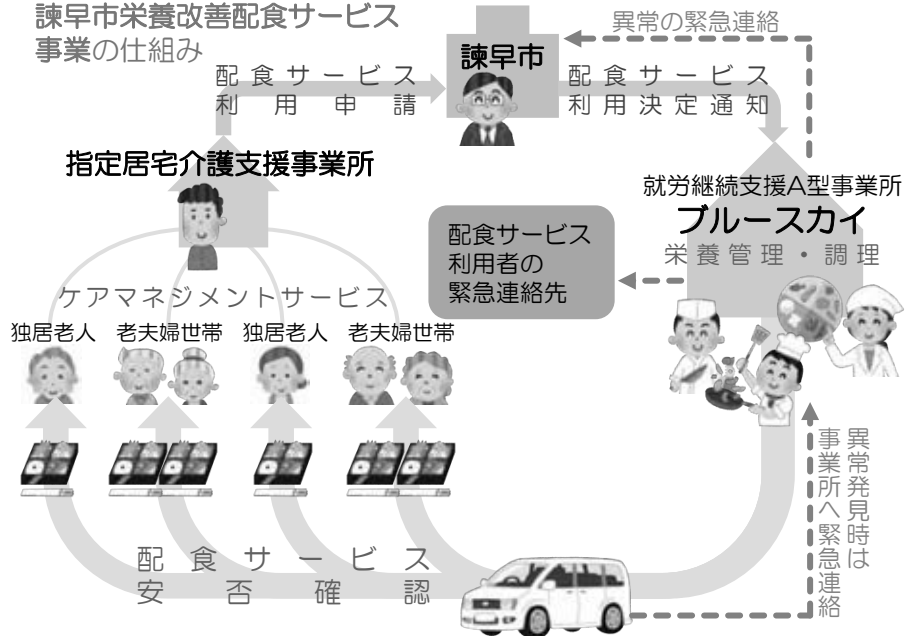 諫早市栄養改善配食サービス
事業の仕組み
異常の緊急連絡
諫早市
配食サービス
利用申請
配食サービス
利用決定通知
指定居宅介護支援事業所
就労継続支援A型事業所
ブルースカイ
栄養管理・調理
配食サービス
利用者の
緊急連絡先
ケアマネジメントサービス
独居老人
老夫婦世帯
独居老人
老夫婦世帯
異常発見時は
事業所へ緊急連絡
配食サービス
安否確認